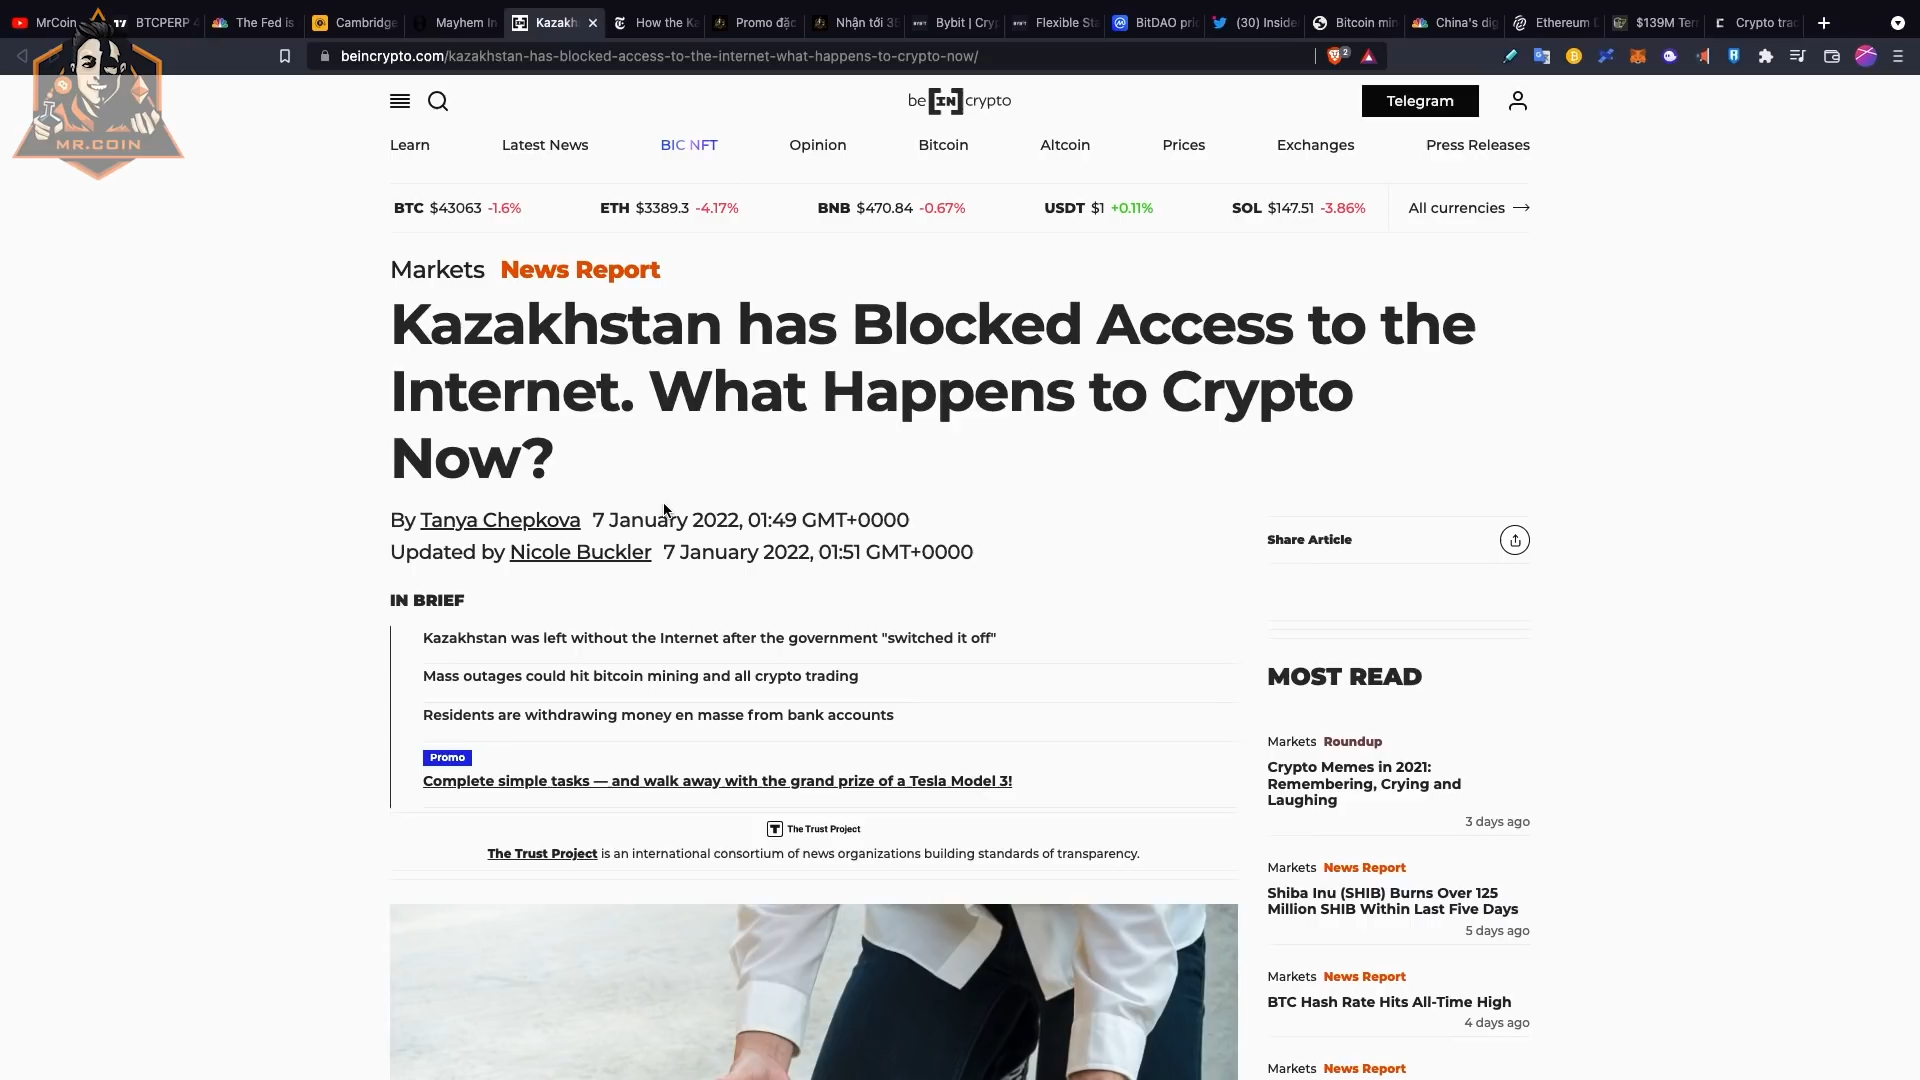 MrCoin
BTCPERP
The Fed is
Cambridge
Mayhem In
Kazakh
How the Ka
Promo đặc
Nhận tới 3
Bybit | Cry
Flexible Sta
BitDAO pric
(30) Inside
Bitcoin min
China's dig
Ethereum
$139M Ter
Crypto trac
beincrypto.com/kazakhstan-has-blocked-access-to-the-internet-what-happens-to-crypto-now/
2
MR.COIN
be [IN] crypto
Telegram
Learn
Latest News
BIC NFT
Opinion
Bitcoin
Altcoin
Prices
Exchanges
Press Releases
BTC $43063 -1.6%
ETH $3389.3 -4.17%
BNB $470.84 -0.67%
USDT $1 +0.11%
SOL $147.51 -3.86%
All currencies
Markets News Report
Kazakhstan has Blocked Access to the
Internet. What Happens to Crypto
Now?
By Tanya Chepkova 7 January 2022, 01:49 GMT+0000
Updated by Nicole Buckler 7 January 2022, 01:51 GMT+0000
Share Article
IN BRIEF
Kazakhstan was left without the Internet after the government "switched it off"
Mass outages could hit bitcoin mining and all crypto trading
Residents are withdrawing money en masse from bank accounts
Promo
Complete simple tasks — and walk away with the grand prize of a Tesla Model 3!
The Trust Project
The Trust Project is an international consortium of news organizations building standards of transparency.
MOST READ
Markets Roundup
Crypto Memes in 2021:
Remembering, Crying and
Laughing
3 days ago
Markets News Report
Shiba Inu (SHIB) Burns Over 125
Million SHIB Within Last Five Days
5 days ago
Markets News Report
BTC Hash Rate Hits All-Time High
4 days ago
Markets News Report